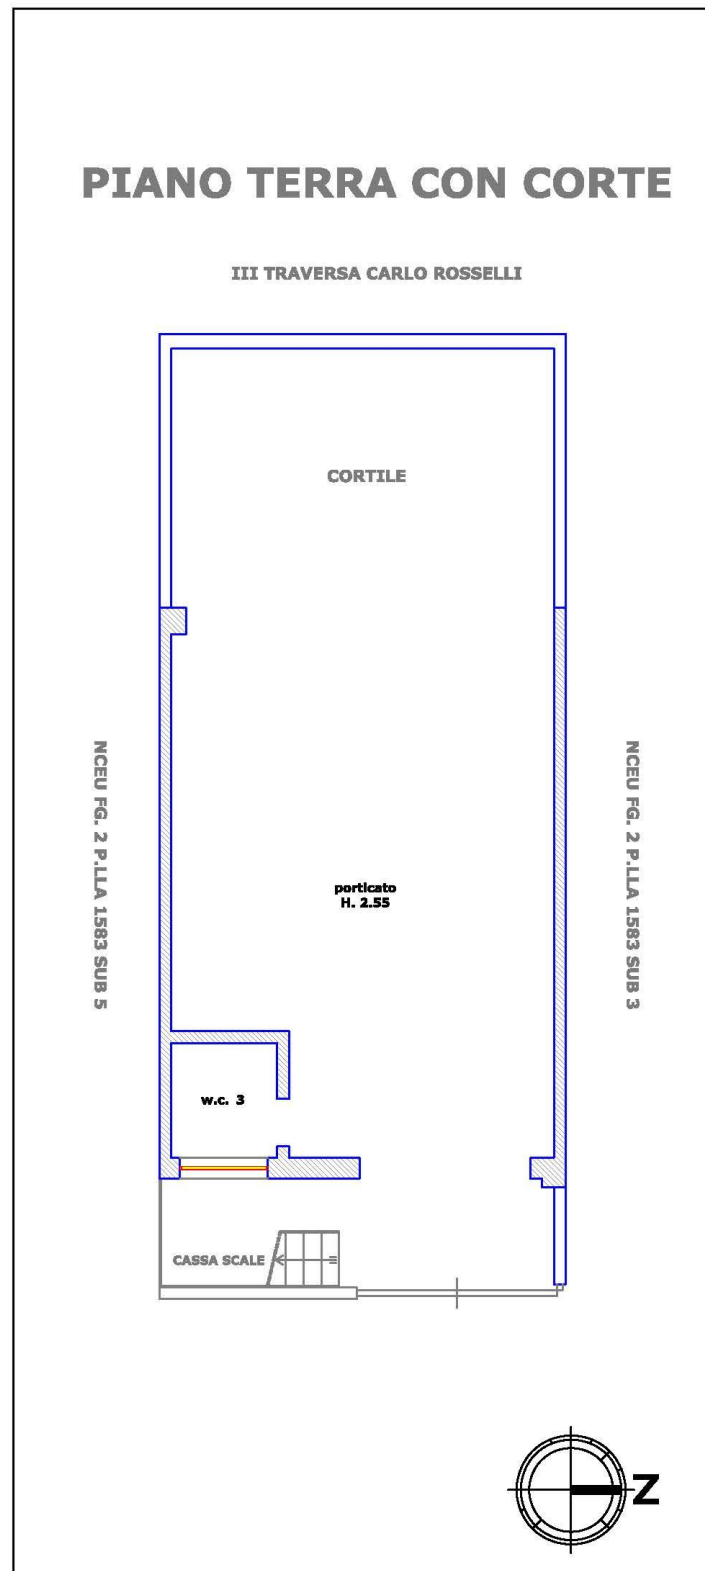 PIANO TERRA CON CORTE
III TRAVERSA CARLO ROSSELLI
CORTILE
NCEU FG. 2 P.LLA 1583 SUB 5
NCEU FG. 2 P.LLA 1583 SUB 3
porticato
H. 2.55
w.c. 3
CASSA SCALE
N